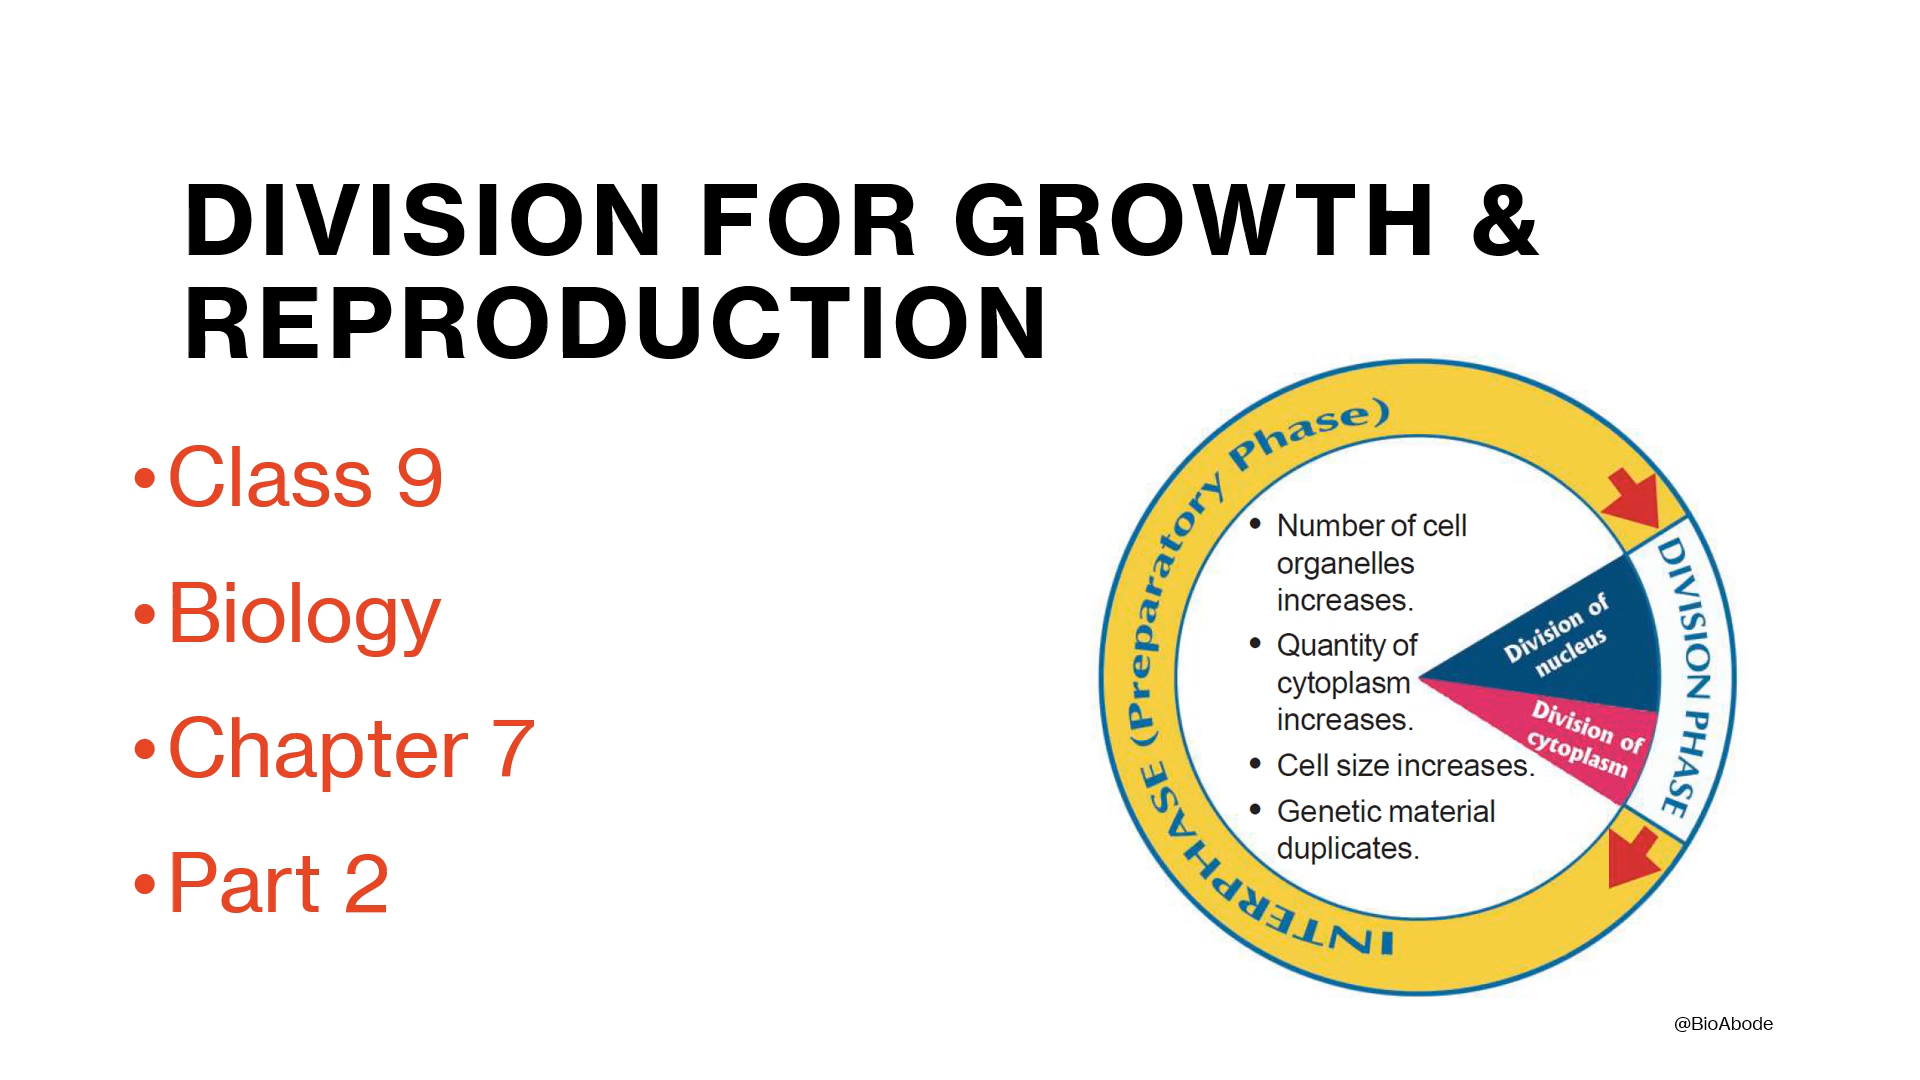 DIVISION FOR GROWTH &
REPRODUCTION
• Class 9
• Biology
• Chapter 7
• Part 2
INTERPHASE (Preparatory Phase)
DIVISION PHASE
• Number of cell
organelles
increases.
• Quantity of
cytoplasm
increases.
• Cell size increases.
• Genetic material
duplicates.
Division of
nucleus
Division of
cytoplasm
@BioAbode